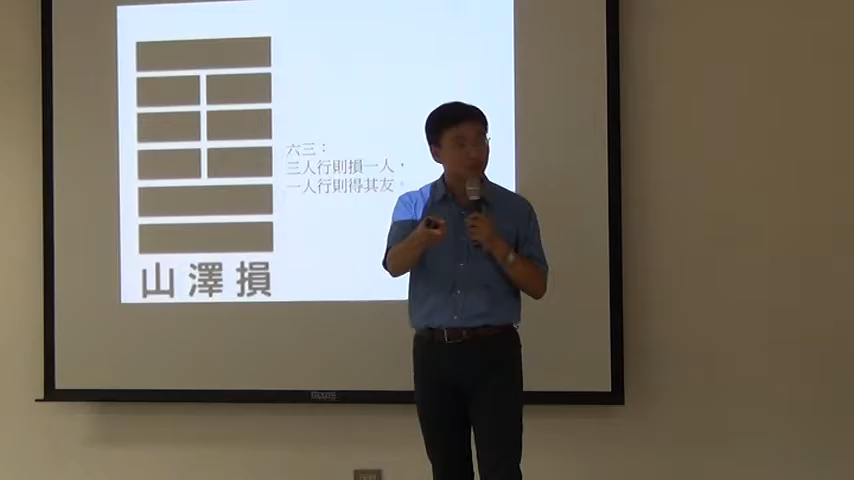 六三：
三人行則損一人，
一人行則得其友。
山澤損